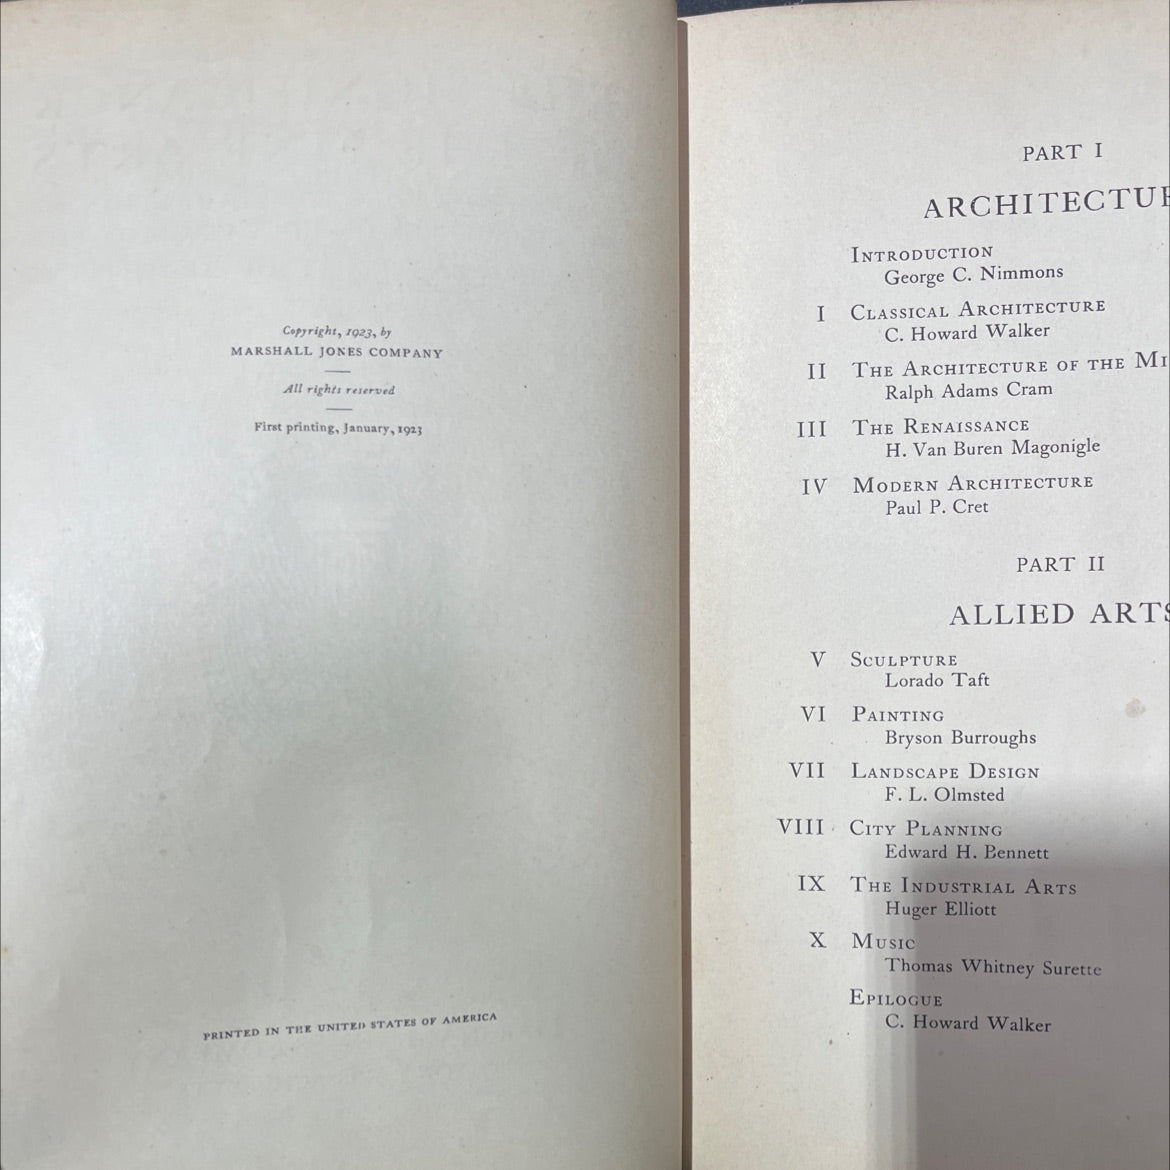 Copyright, 1923, by
MARSHALL JONES COMPANY
All rights reserved
First printing, January, 1923
PRINTED IN THE UNITED STATES OF AMERICA
PART I
INTRODUCTION
George C. Nimmons
I CLASSICAL ARCHITECTURE
C. Howard Walker
II THE ARCHITECTURE OF THE
Ralph Adams Cram
III THE RENAISSANCE
H. Van Buren Magonigle
IV MODERN ARCHITECTURE
Paul P. Cret
PART II
ALLIED ARTS
V SCULPTURE
Lorado Taft
VI PAINTING
Bryson Burroughs
VII LANDSCAPE DESIGN
F. L. Olmsted
VIII CITY PLANNING
Edward H. Bennett
IX THE INDUSTRIAL ARTS
Huger Elliott
X MUSIC
Thomas Whitney Surette
EPILOGUE
C. Howard Walker